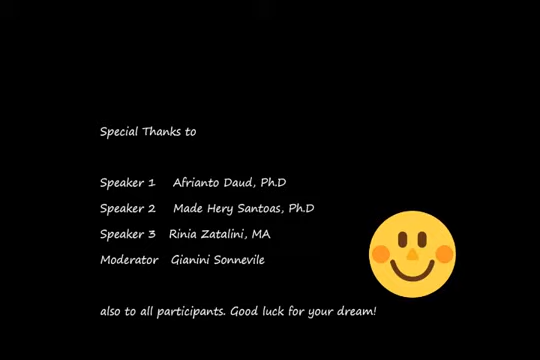 Special Thanks to
Speaker 1 Afrianto Daud, Ph.D
Speaker 2 Made Hery Santoas, Ph.D
Speaker 3 Rinia Zatalini, MA
Moderator Gianini Sonnevile
also to all participants. Good luck for your dream!